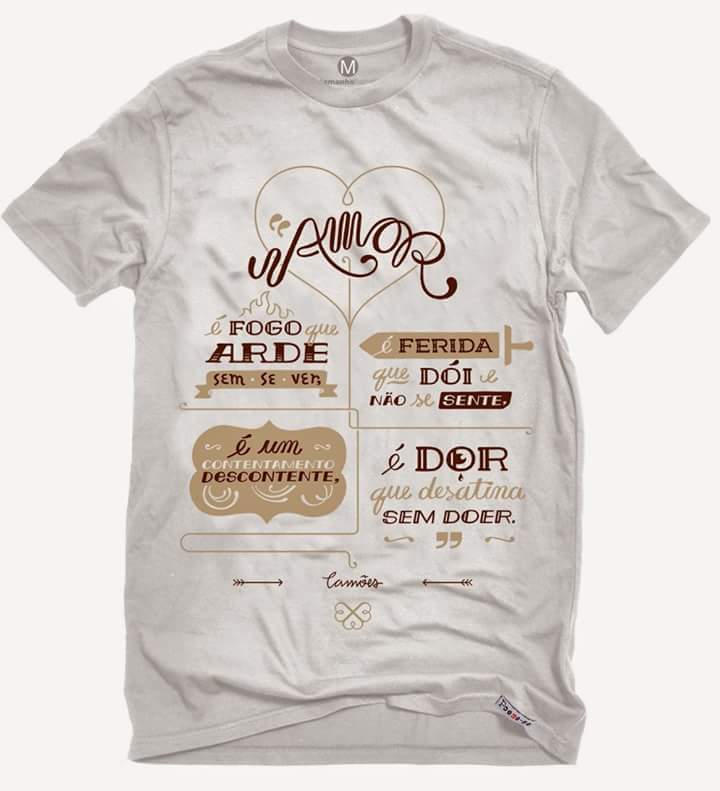 M
"AMOR
é FOGO que
ARDE
SEM · SE · VER,
é FERIDA
que DÓI e
NÃO se SENTE,
é um
CONTENTAMENTO
DESCONTENTE,
é DOR
que desatina
SEM DOER.
"
Camões